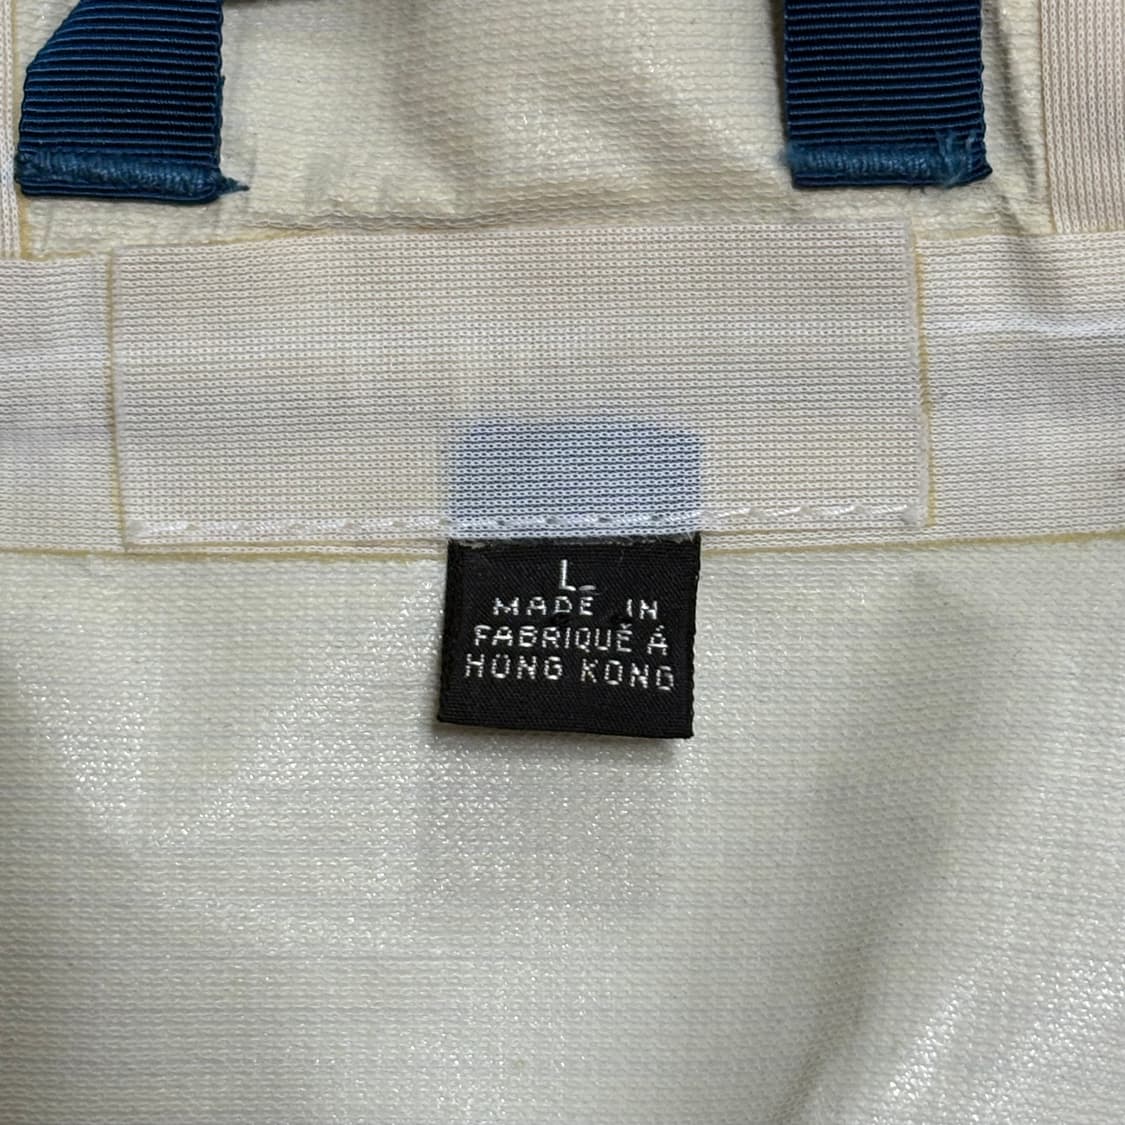 L
MADE IN
FABRIQUÉ À
HONG KONG